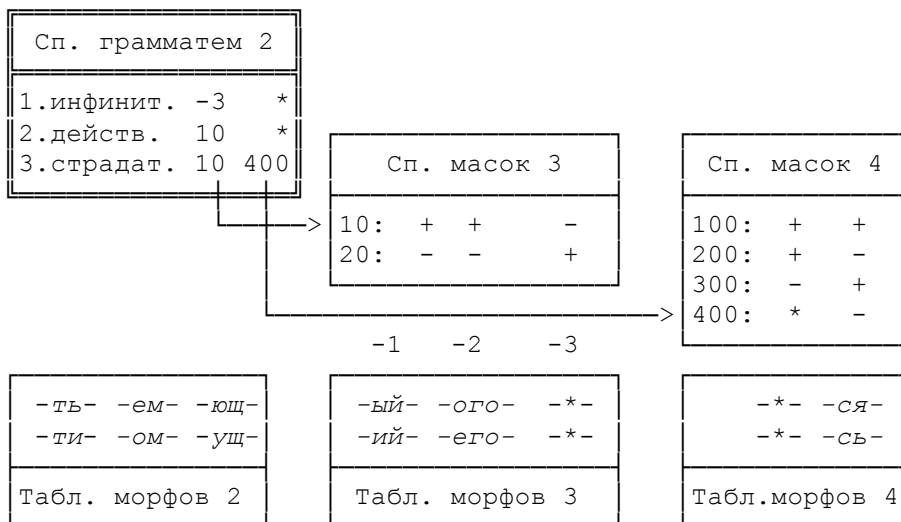 Сп. грамматем 2
1.инфинит. -3 *
2.действ. 10 *
3.страдат. 10 400
Сп. масок 3
10: + + -
20: - - +
Сп. масок 4
100: + +
200: + -
300: - +
400: * -
-1 -2 -3
-ть- -ем- -ющ-
-ти- -ом- -ущ-
Табл. морфов 2
-ый- -ого- -*-
-ий- -его- -*-
Табл. морфов 3
-*- -ся-
-*- -сь-
Табл.морфов 4